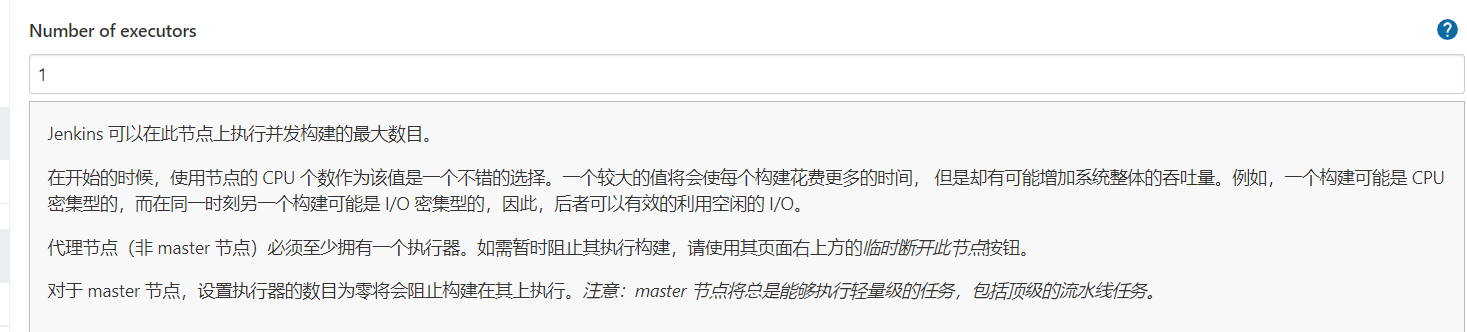 Number of executors
?
1
Jenkins 可以在此节点上执行并发构建的最大数目。
在开始的时候，使用节点的 CPU 个数作为该值是一个不错的选择。一个较大的值将会使每个构建花费更多的时间， 但是却有可能增加系统整体的吞吐量。例如，一个构建可能是 CPU
密集型的，而在同一时刻另一个构建可能是 I/O 密集型的，因此，后者可以有效的利用空闲的 I/O。
代理节点（非 master 节点）必须至少拥有一个执行器。如需暂时阻止其执行构建，请使用其页面右上方的临时断开此节点按钮。
对于 master 节点，设置执行器的数目为零将会阻止构建在其上执行。注意：master 节点将总是能够执行轻量级的任务，包括顶级的流水线任务。